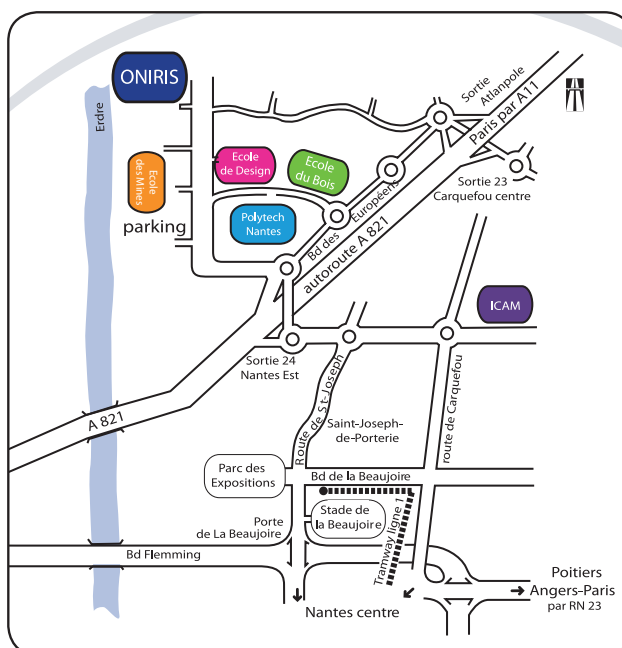 ONIRIS
Erdre
Sortie
Atlanpole
Paris par A11
Ecole
des Mines
Ecole
de Design
Ecole
du Bois
Sortie 23
Carquefou centre
parking
Polytech
Nantes
Bd des Européens
autoroute A 821
ICAM
Sortie 24
Nantes Est
A 821
Route de St-Joseph
route de Carquefou
Saint-Joseph-
de-Porterie
Parc des
Expositions
Bd de la Beaujoire
Porte
de La Beaujoire
Stade de
la Beaujoire
Tramway ligne 1
Bd Flemming
Poitiers
Angers-Paris
par RN 23
Nantes centre